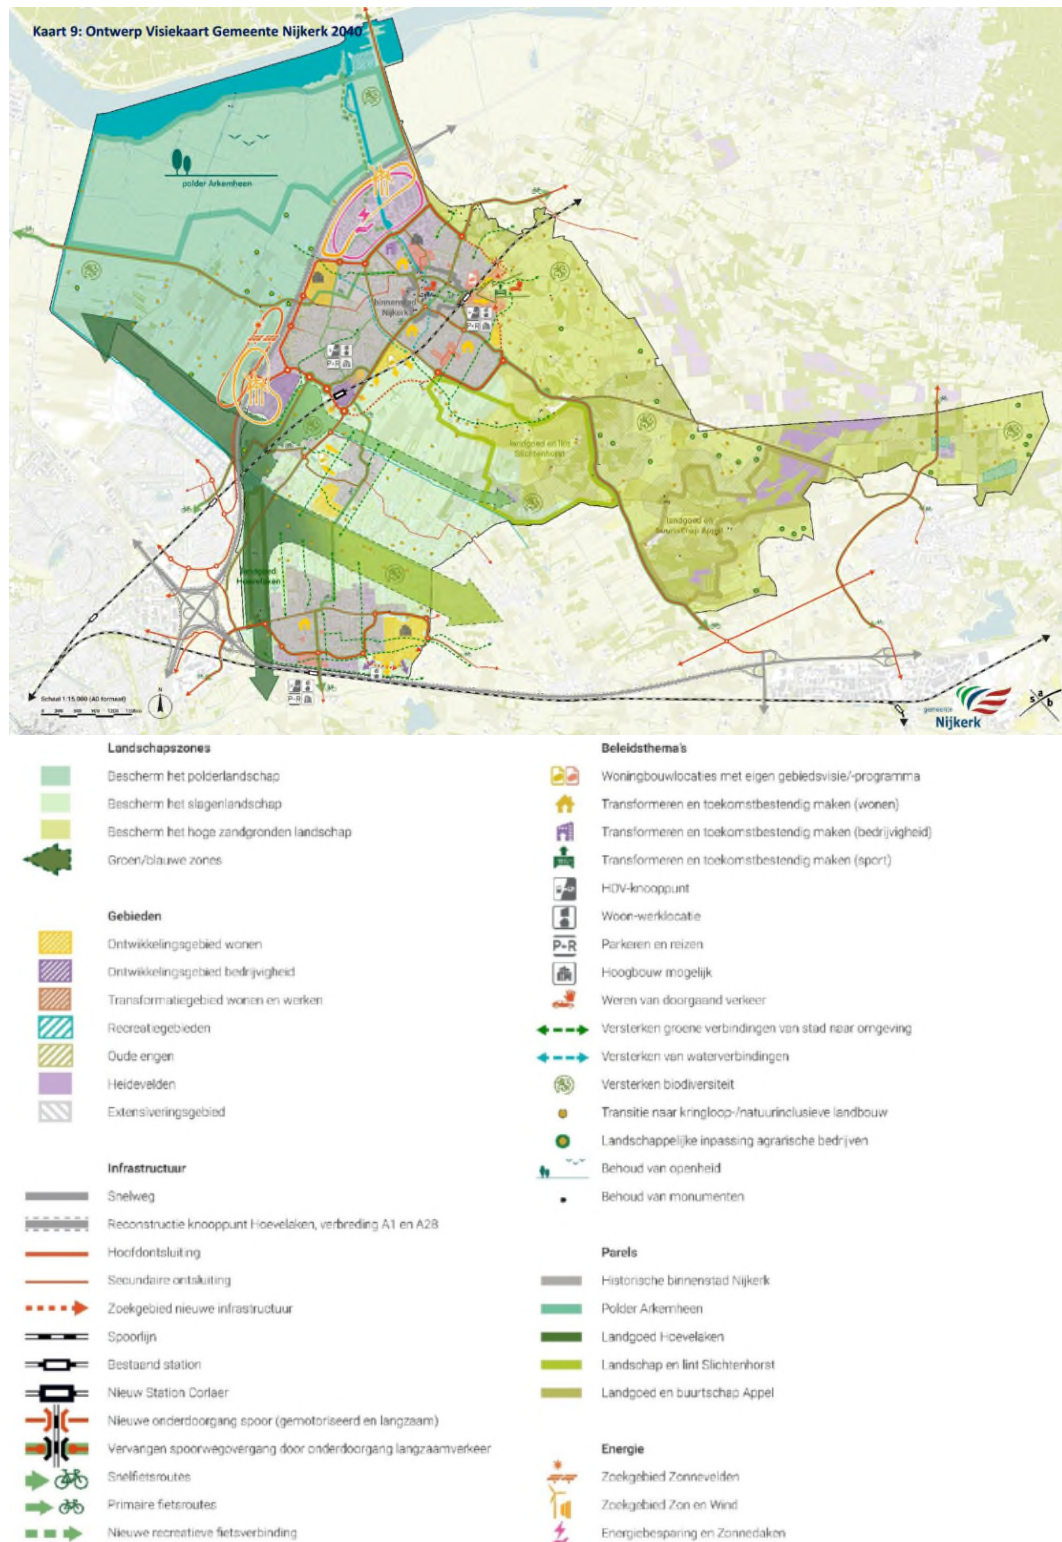 Kaart 9: Ontwerp Visiekaart Gemeente Nijkerk 2040
polder Arkemheen
binnenstad
Nijkerk
P+R
P+R
landgoed en lint
Slichtenhorst
landgoed en
buurtschap Appel
landgoed
Hoevelaken
P+R
Schaal 1:15.000 (A0 formaat)
N
gemeente
Nijkerk
a
s
b
Landschapszones
Bescherm het polderlandschap
Bescherm het slagenlandschap
Bescherm het hoge zandgronden landschap
Groen/blauwe zones
Gebieden
Ontwikkelingsgebied wonen
Ontwikkelingsgebied bedrijvigheid
Transformatiegebied wonen en werken
Recreatiegebieden
Oude engen
Heidevelden
Extensiveringsgebied
Infrastructuur
Snelweg
Reconstructie knooppunt Hoevelaken, verbreding A1 en A28
Hoofdontsluiting
Secundaire ontsluiting
Zoekgebied nieuwe infrastructuur
Spoorlijn
Bestaand station
Nieuw Station Corlaer
Nieuwe onderdoorgang spoor (gemotoriseerd en langzaam)
Vervangen spoorwegovergang door onderdoorgang langzaamverkeer
Snelfietsroutes
Primaire fietsroutes
Nieuwe recreatieve fietsverbinding
Beleidsthema's
Woningbouwlocaties met eigen gebiedsvisie/-programma
Transformeren en toekomstbestendig maken (wonen)
Transformeren en toekomstbestendig maken (bedrijvigheid)
Transformeren en toekomstbestendig maken (sport)
HOV-knooppunt
Woon-werklocatie
P+R Parkeren en reizen
Hoogbouw mogelijk
Weren van doorgaand verkeer
Versterken groene verbindingen van stad naar omgeving
Versterken van waterverbindingen
Versterken biodiversiteit
Transitie naar kringloop-/natuurinclusieve landbouw
Landschappelijke inpassing agrarische bedrijven
Behoud van openheid
Behoud van monumenten
Parels
Historische binnenstad Nijkerk
Polder Arkemheen
Landgoed Hoevelaken
Landschap en lint Slichtenhorst
Landgoed en buurtschap Appel
Energie
Zoekgebied Zonnevelden
Zoekgebied Zon en Wind
Energiebesparing en Zonnedaken